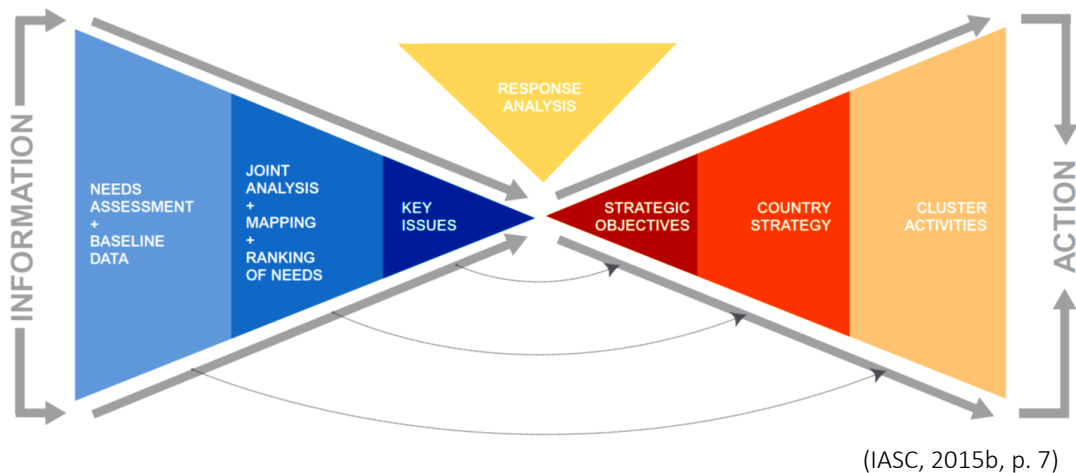 INFORMATION
NEEDS
ASSESSMENT
+
BASELINE
DATA
JOINT
ANALYSIS
+
MAPPING
+
RANKING
OF NEEDS
KEY
ISSUES
RESPONSE
ANALYSIS
STRATEGIC
OBJECTIVES
COUNTRY
STRATEGY
CLUSTER
ACTIVITIES
ACTION
(IASC, 2015b, p. 7)